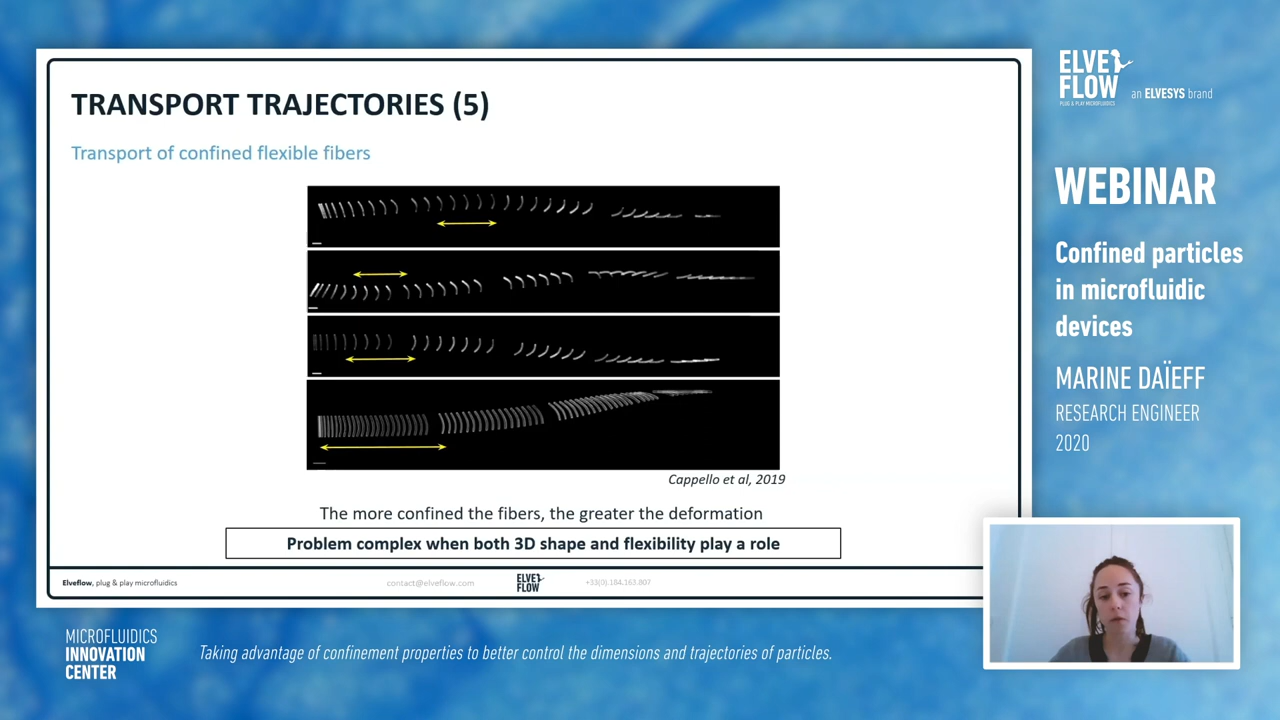 TRANSPORT TRAJECTORIES (5)
Transport of confined flexible fibers
Cappello et al, 2019
The more confined the fibers, the greater the deformation
Problem complex when both 3D shape and flexibility play a role
Elveflow, plug & play microfluidics
contact@elveflow.com
ELVE
FLOW
+33(0).184.163.807
ELVE
FLOW
PLUG & PLAY MICROFLUIDICS
an ELVESYS brand
WEBINAR
Confined particles
in microfluidic
devices
MARINE DAÏEFF
RESEARCH ENGINEER
2020
MICROFLUIDICS
INNOVATION
CENTER
Taking advantage of confinement properties to better control the dimensions and trajectories of particles.